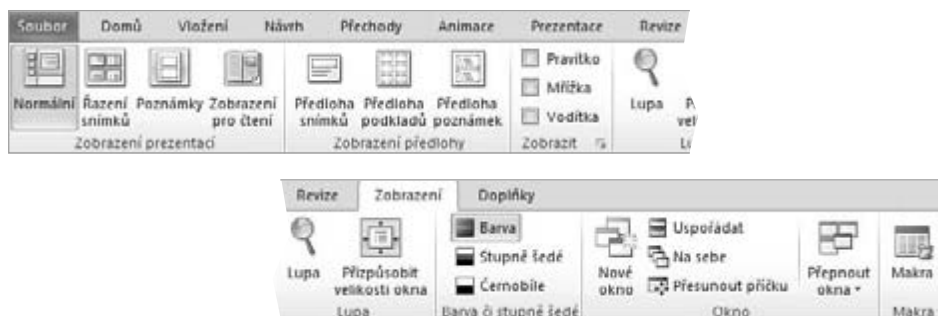 Soubor Domů Vložení Návrh Přechody Animace Prezentace Revize
Normální Řazení snímků Poznámky Zobrazení pro čtení
Zobrazení prezentací
Předloha snímků Předloha podkladů Předloha poznámek
Zobrazení předlohy
Pravítko
Mřížka
Vodítka
Zobrazit
Lupa
Revize Zobrazení Doplňky
Lupa Přizpůsobit velikosti okna
Lupa
Barva
Stupně šedé
Černobíle
Barva či stupně šedé
Nové okno
Uspořádat
Na sebe
Přesunout příčku
Přepnout okna
Okno
Makra
Makra